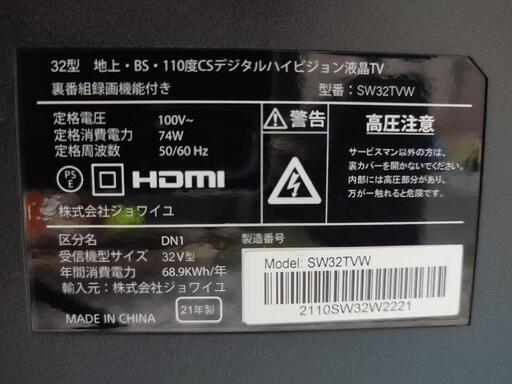 32型 地上・BS・110度CSデジタルハイビジョン液晶TV
裏番組録画機能付き 型番：SW32TVW
定格電圧 100V~
定格消費電力 74W
定格周波数 50/60 Hz
PS
E
HDMI
株式会社ジョワイユ
警告
高圧注意
サービスマン以外の方は、
裏カバーを開かないでください。
内部には高圧部分があり、
万が一触れると危険です。
区分名 DN1
受信機型サイズ 32V型
年間消費電力 68.9KWh/年
輸入元：株式会社ジョワイユ
MADE IN CHINA
21年製
製造番号
Model: SW32TVW
2110SW32W2221